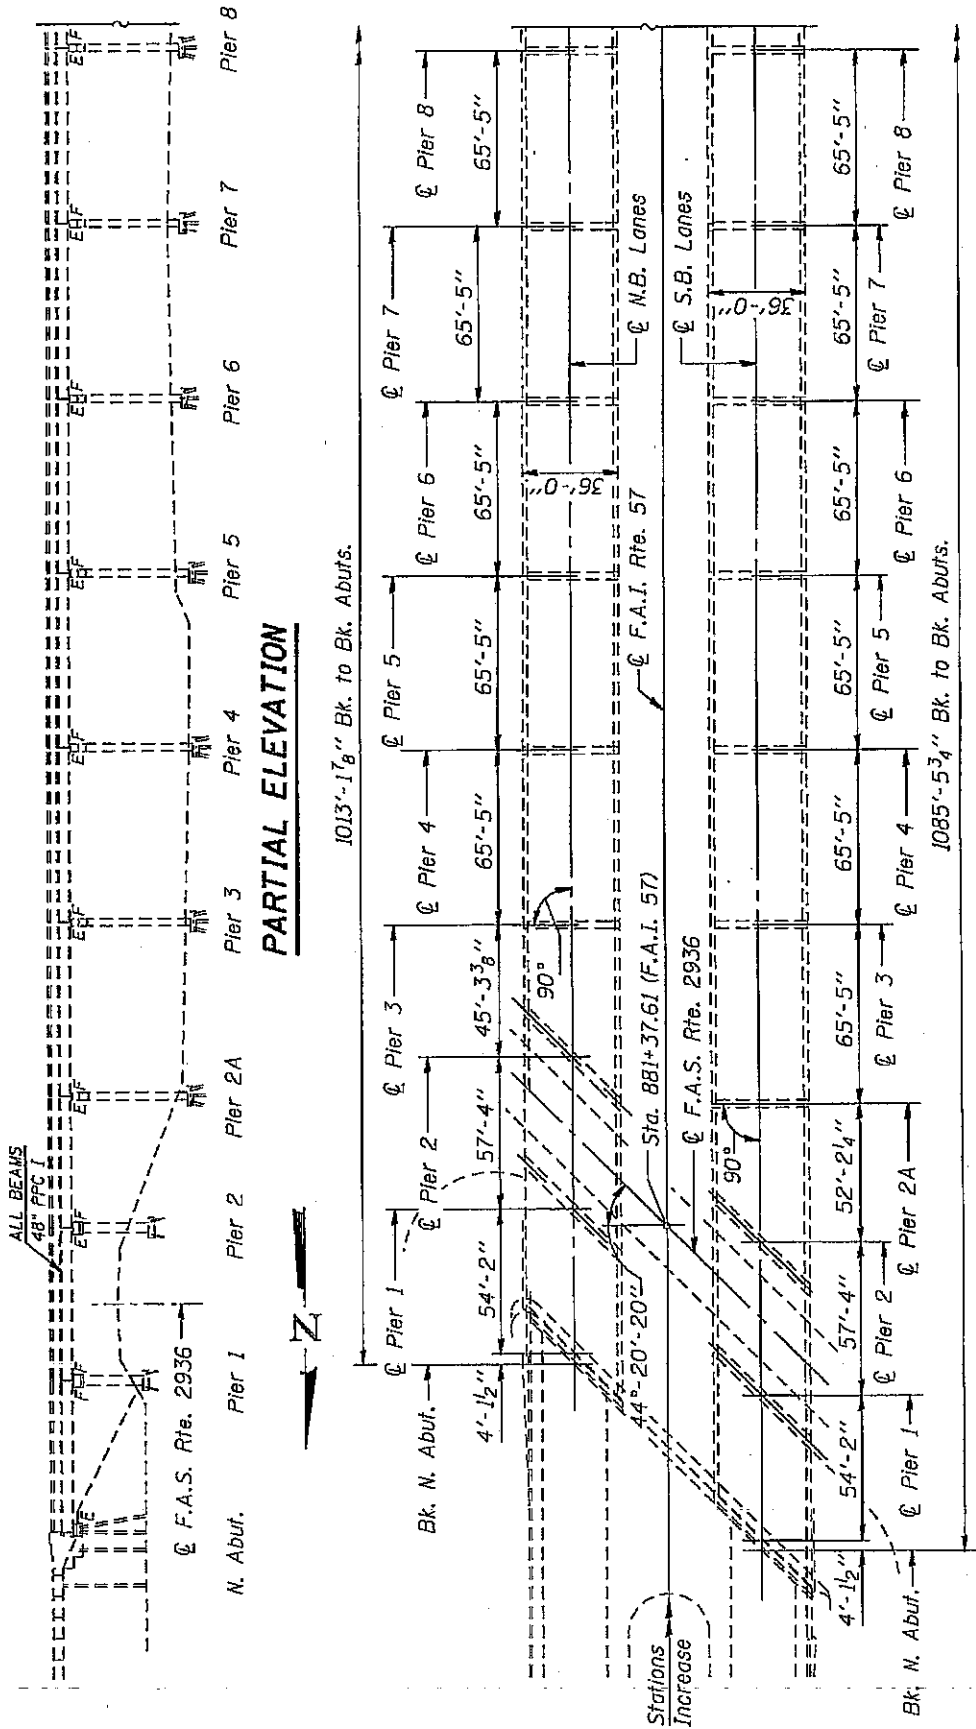 ALL BEAMS
48" PPC I
E F
E F
E F
E F
E F
E F
E F
E F
F
E
N. Abut.
Pier 1
Pier 2
Pier 2A
Pier 3
Pier 4
Pier 5
Pier 6
Pier 7
Pier 8
℄ F.A.S. Rte. 2936
PARTIAL ELEVATION
N
1013'-1⅞" Bk. to Bk. Abuts.
Bk. N. Abut.
℄ Pier 1
℄ Pier 2
℄ Pier 3
℄ Pier 4
℄ Pier 5
℄ Pier 6
℄ Pier 7
℄ Pier 8
4'-1½"
54'-2"
57'-4"
45'-3⅜"
65'-5"
65'-5"
65'-5"
65'-5"
65'-5"
90°
36'-0"
℄ N.B. Lanes
44°-20'-20"
Sta. 881+37.61 (F.A.I. 57)
℄ F.A.I. Rte. 57
℄ F.A.S. Rte. 2936
℄ S.B. Lanes
Stations
Increase
90°
36'-0"
4'-1½"
54'-2"
57'-4"
52'-2¼"
65'-5"
65'-5"
65'-5"
65'-5"
65'-5"
65'-5"
Bk. N. Abut.
℄ Pier 1
℄ Pier 2
℄ Pier 2A
℄ Pier 3
℄ Pier 4
℄ Pier 5
℄ Pier 6
℄ Pier 7
℄ Pier 8
1085'-5¾" Bk. to Bk. Abuts.